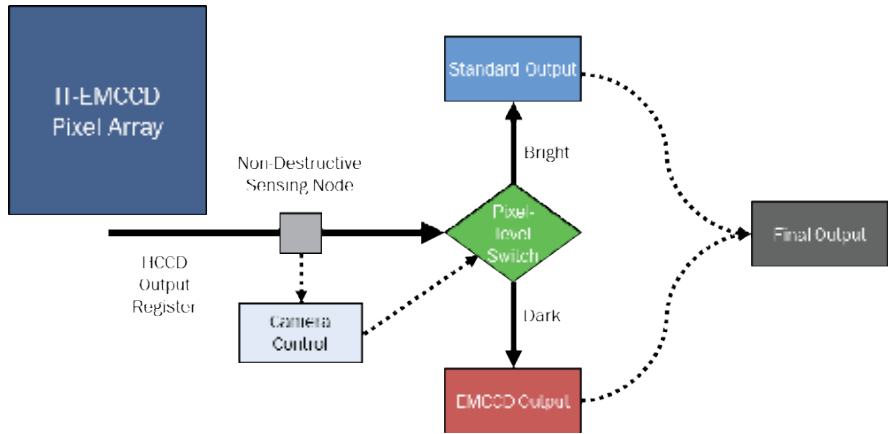 IT-EMCCD
Pixel Array
Standard Output
Non-Destructive
Sensing Node
Bright
Pixel-
level
Switch
Final Output
HCCD
Output
Register
Camera
Control
Dark
EMCCD Output